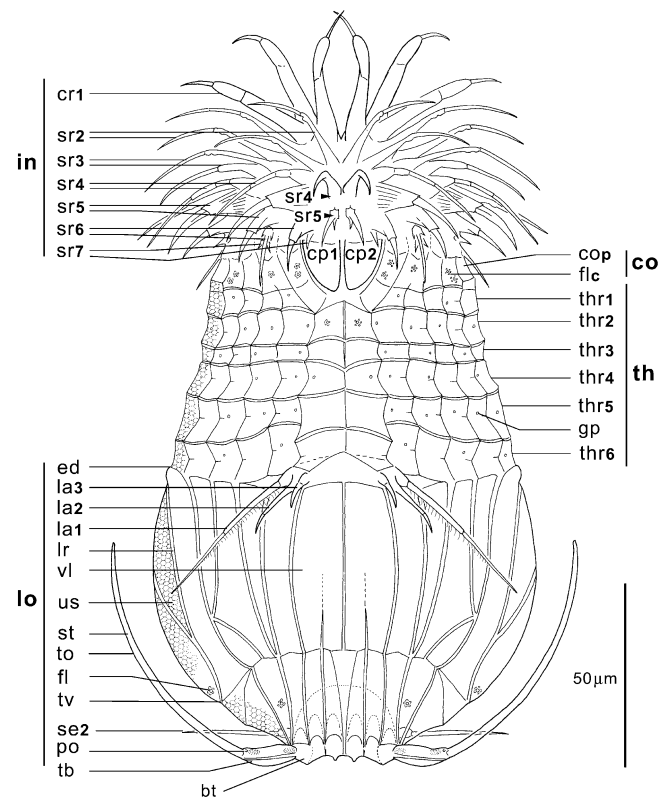 cr1
sr2
in
sr3
sr4
sr4
sr5
sr5
sr6
sr7
cp1 cp2
cop
co
flc
thr1
thr2
thr3
th
thr4
thr5
gp
thr6
ed
la3
la2
la1
lr
vl
lo
us
st
to
fl
50µm
tv
se2
po
tb
bt